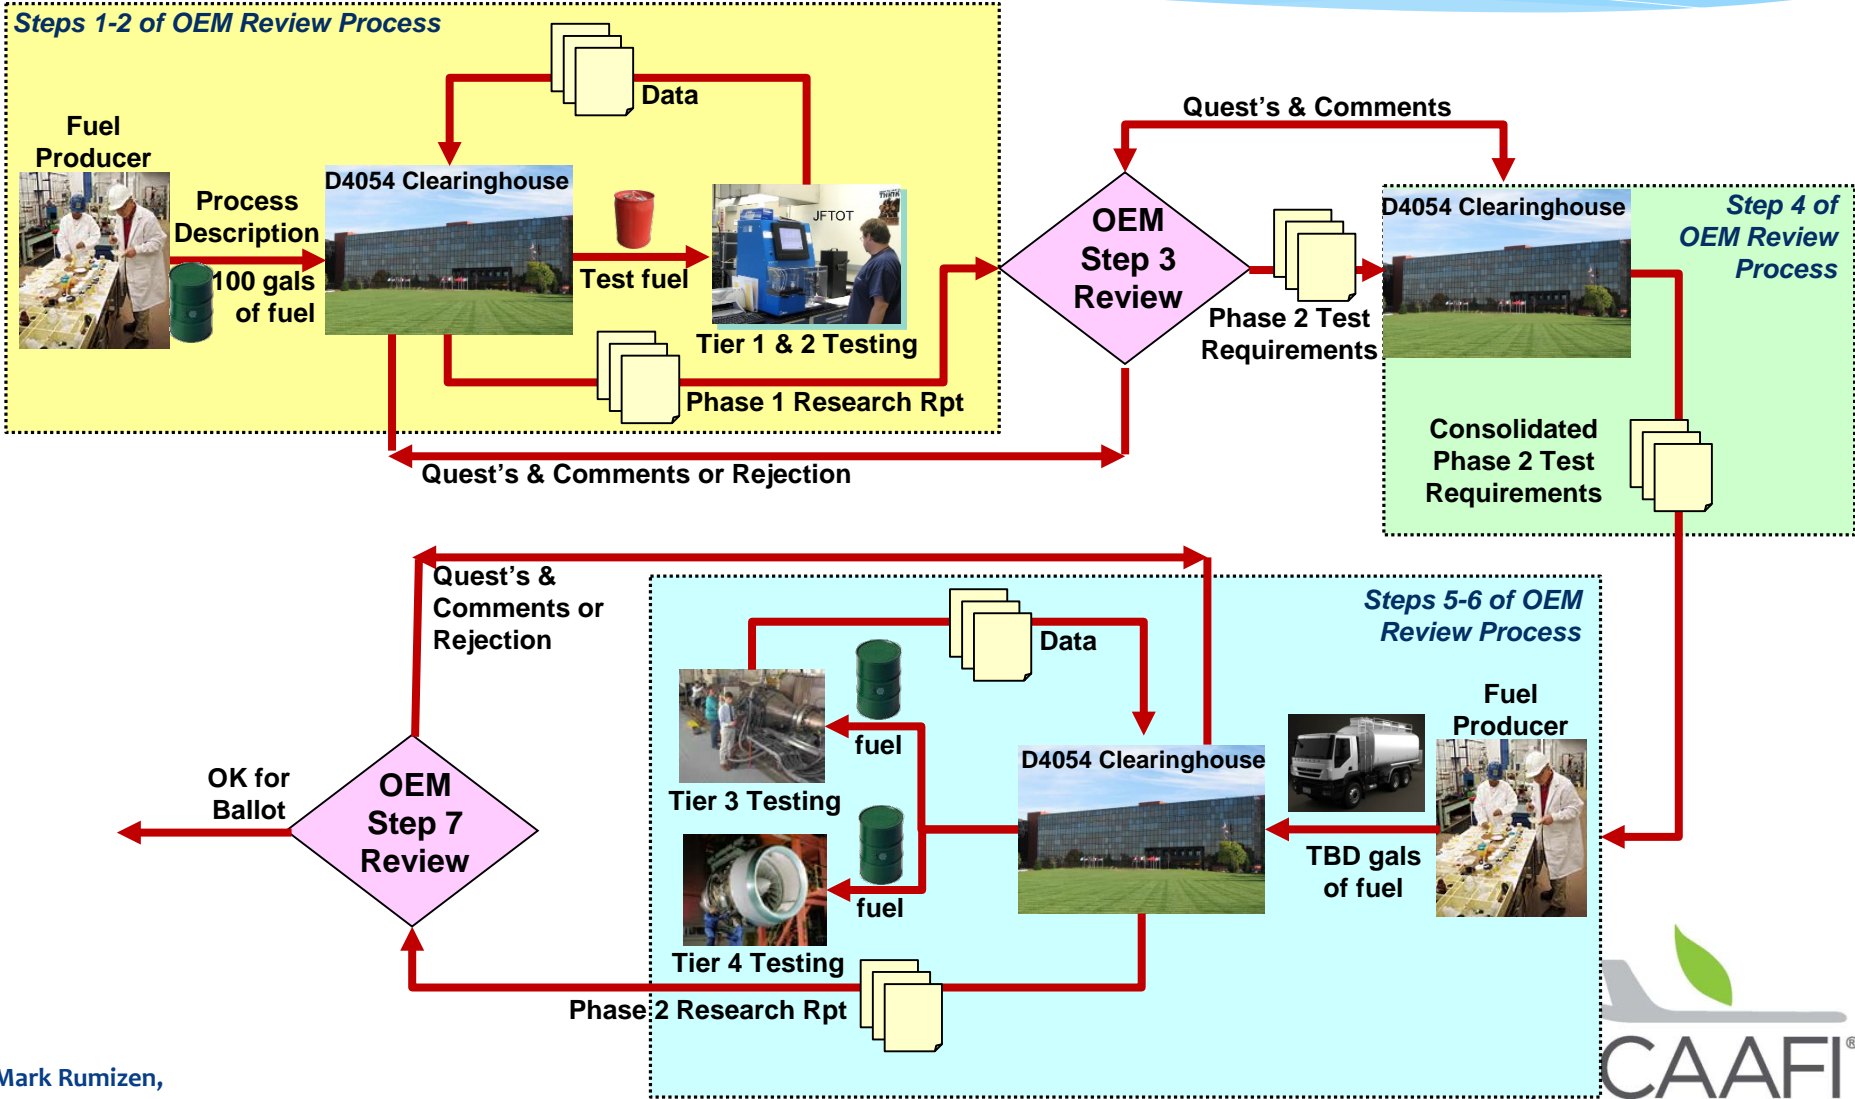 Steps 1-2 of OEM Review Process
Data
Fuel
Producer
Process
Description
100 gals
of fuel
D4054 Clearinghouse
Test fuel
JFTOT
Tier 1 & 2 Testing
Phase 1 Research Rpt
Quest's & Comments or Rejection
Quest's & Comments
OEM
Step 3
Review
Phase 2 Test
Requirements
D4054 Clearinghouse
Step 4 of
OEM Review
Process
Consolidated
Phase 2 Test
Requirements
Steps 5-6 of OEM
Review Process
Fuel
Producer
TBD gals
of fuel
D4054 Clearinghouse
Data
fuel
Tier 3 Testing
fuel
Tier 4 Testing
Phase 2 Research Rpt
Quest's &
Comments or
Rejection
OEM
Step 7
Review
OK for
Ballot
Mark Rumizen,
CAAFI®